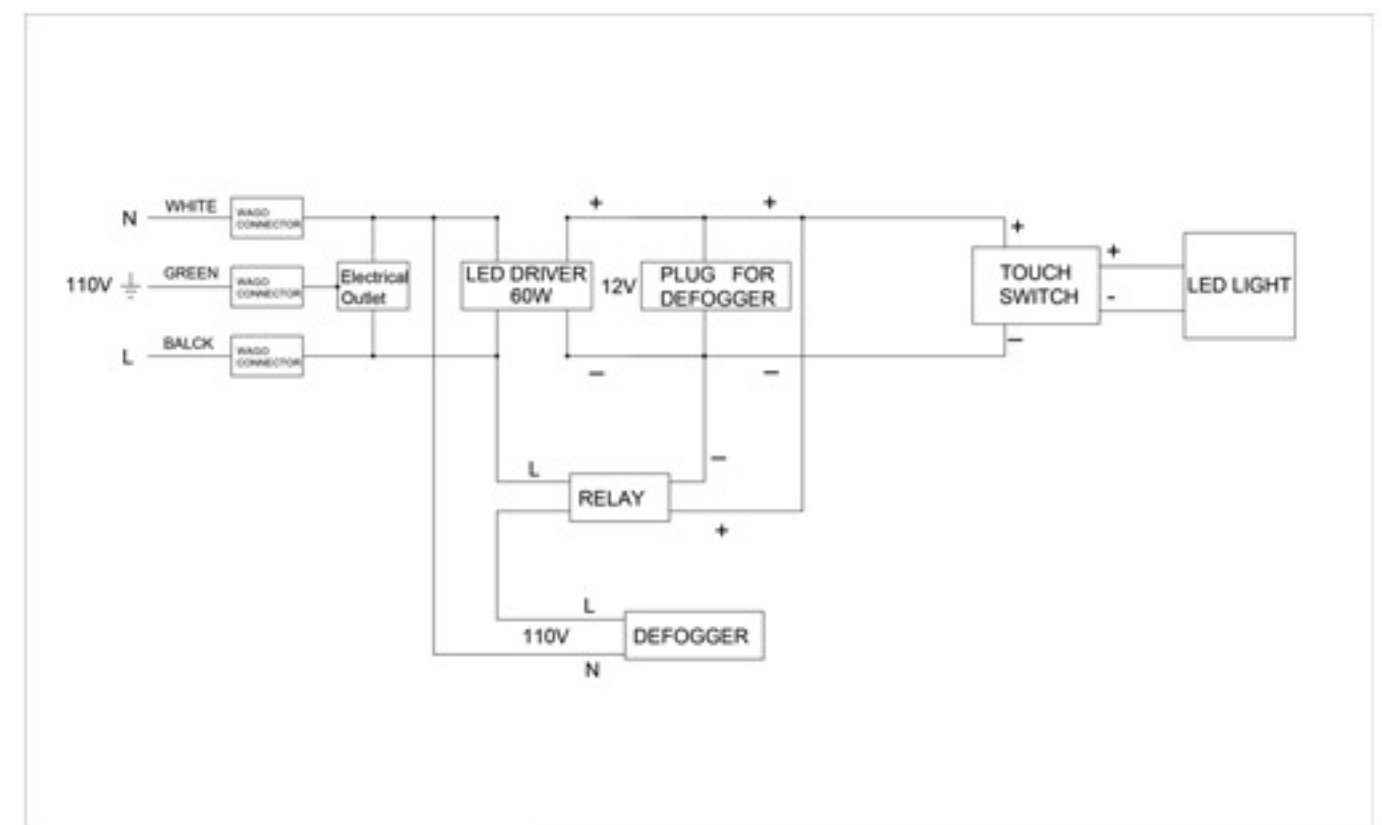 N
WHITE
WAGO
CONNECTOR
+
+
+
110V
GREEN
WAGO
CONNECTOR
Electrical
Outlet
LED DRIVER
60W
12V
PLUG FOR
DEFOGGER
TOUCH
SWITCH
+
-
LED LIGHT
L
BALCK
WAGO
CONNECTOR
–
–
–
L
RELAY
–
+
L
110V
N
DEFOGGER